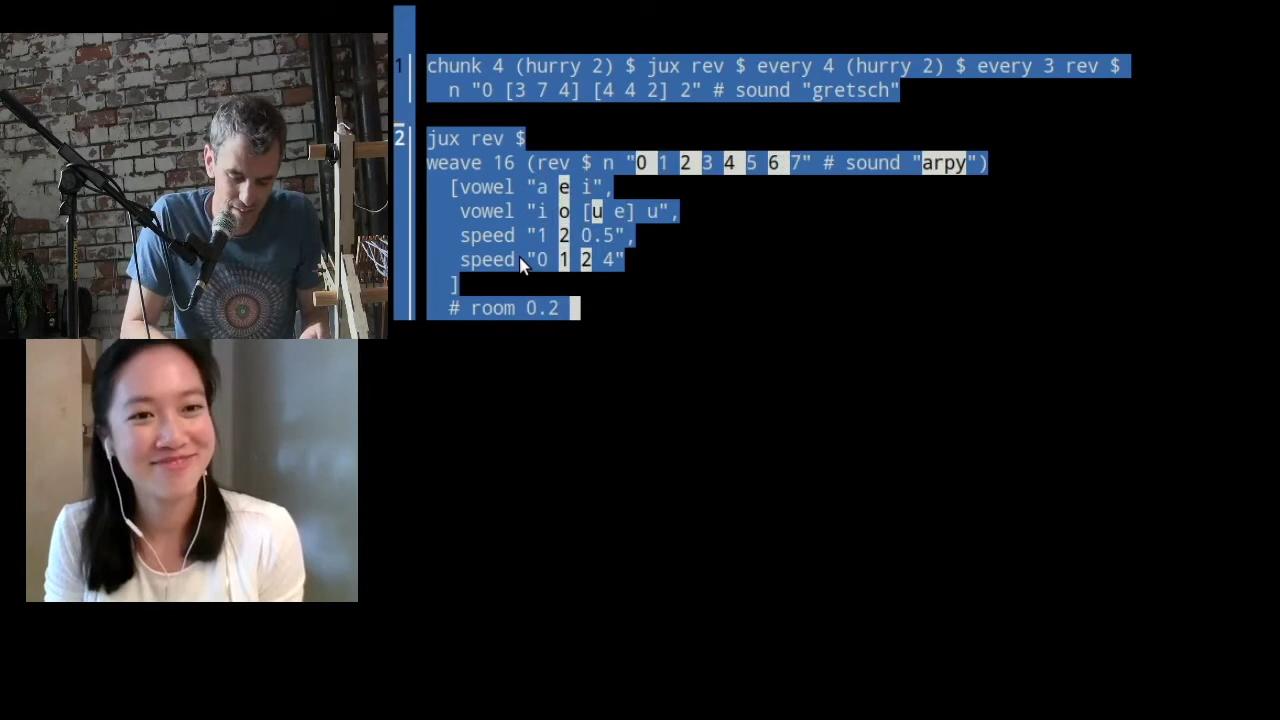 1 chunk 4 (hurry 2) $ jux rev $ every 4 (hurry 2) $ every 3 rev $
n "0 [3 7 4] [4 4 2] 2" # sound "gretsch"
2 jux rev $
weave 16 (rev $ n "0 1 2 3 4 5 6 7" # sound "arpy")
[vowel "a e i",
vowel "i o [u e] u",
speed "1 2 0.5",
speed "0 1 2 4"
]
# room 0.2